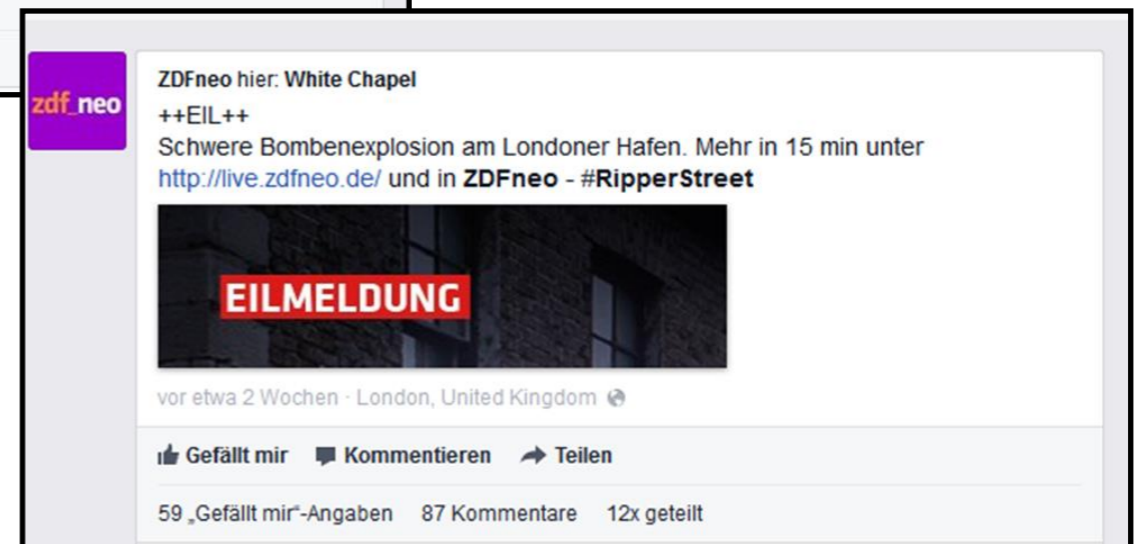 zdf_neo
ZDFneo hier: White Chapel
++EIL++
Schwere Bombenexplosion am Londoner Hafen. Mehr in 15 min unter
http://live.zdfneo.de/ und in ZDFneo - #RipperStreet
EILMELDUNG
vor etwa 2 Wochen · London, United Kingdom
Gefällt mir Kommentieren Teilen
59 „Gefällt mir“-Angaben 87 Kommentare 12x geteilt